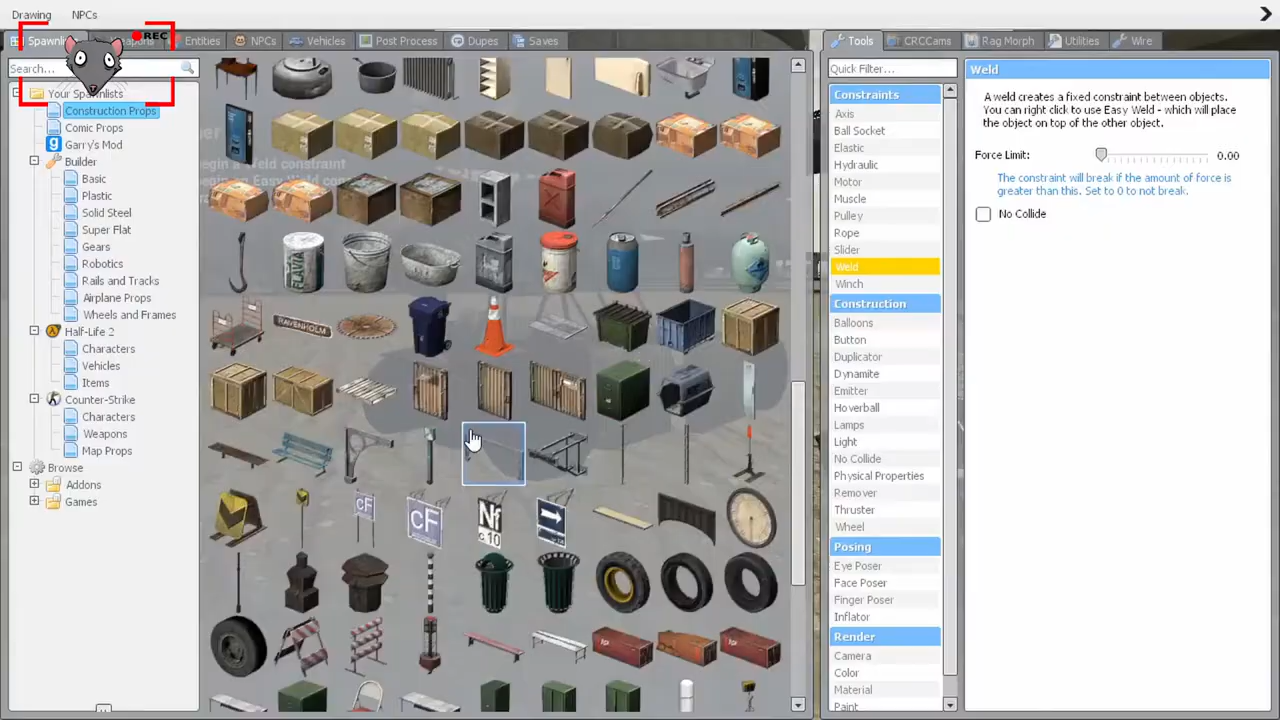 Drawing NPCs
REC
Spawnli Weapons Entities NPCs Vehicles Post Process Dupes Saves
Search...
Your Spawnlists
Construction Props
Comic Props
Garry's Mod
Builder
Basic
Plastic
Solid Steel
Super Flat
Gears
Robotics
Rails and Tracks
Airplane Props
Wheels and Frames
Half-Life 2
Characters
Vehicles
Items
Counter-Strike
Characters
Weapons
Map Props
Browse
Addons
Games
RAVENHOLM
cF
cF
Nf
c 10
Tools CRCCams Rag Morph Utilities Wire
Quick Filter...
Constraints
Axis
Ball Socket
Elastic
Hydraulic
Motor
Muscle
Pulley
Rope
Slider
Weld
Winch
Construction
Balloons
Button
Duplicator
Dynamite
Emitter
Hoverball
Lamps
Light
No Collide
Physical Properties
Remover
Thruster
Wheel
Posing
Eye Poser
Face Poser
Finger Poser
Inflator
Render
Camera
Color
Material
Paint
Weld
A weld creates a fixed constraint between objects.
You can right click to use Easy Weld - which will place
the object on top of the other object.
Force Limit: 0.00
The constraint will break if the amount of force is
greater than this. Set to 0 to not break.
No Collide